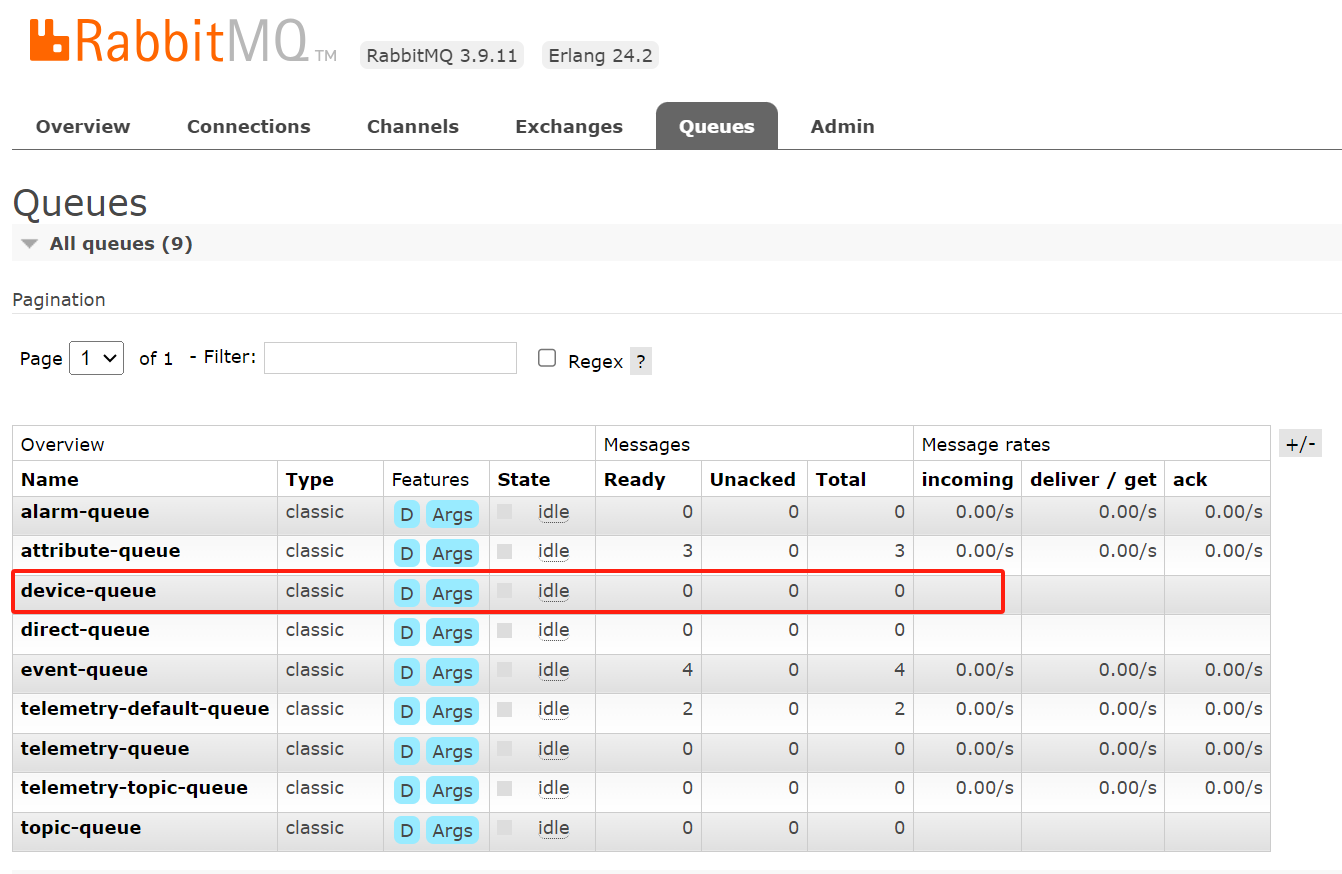 RabbitMQ TM RabbitMQ 3.9.11 Erlang 24.2
Overview Connections Channels Exchanges Queues Admin
Queues
All queues (9)
Pagination
Page 1 of 1 - Filter: Regex ?
Overview Messages Message rates +/-
Name Type Features State Ready Unacked Total incoming deliver / get ack
alarm-queue classic D Args idle 0 0 0 0.00/s 0.00/s 0.00/s
attribute-queue classic D Args idle 3 0 3 0.00/s 0.00/s 0.00/s
device-queue classic D Args idle 0 0 0
direct-queue classic D Args idle 0 0 0
event-queue classic D Args idle 4 0 4 0.00/s 0.00/s 0.00/s
telemetry-default-queue classic D Args idle 2 0 2 0.00/s 0.00/s 0.00/s
telemetry-queue classic D Args idle 0 0 0 0.00/s 0.00/s 0.00/s
telemetry-topic-queue classic D Args idle 0 0 0 0.00/s 0.00/s 0.00/s
topic-queue classic D Args idle 0 0 0